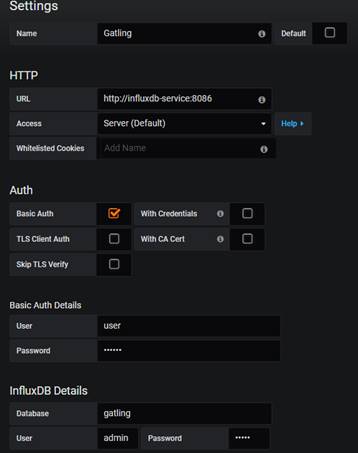 Settings
Name Gatling Default
HTTP
URL http://influxdb-service:8086
Access Server (Default) Help
Whitelisted Cookies Add Name
Auth
Basic Auth With Credentials
TLS Client Auth With CA Cert
Skip TLS Verify
Basic Auth Details
User user
Password ••••••
InfluxDB Details
Database gatling
User admin Password •••••